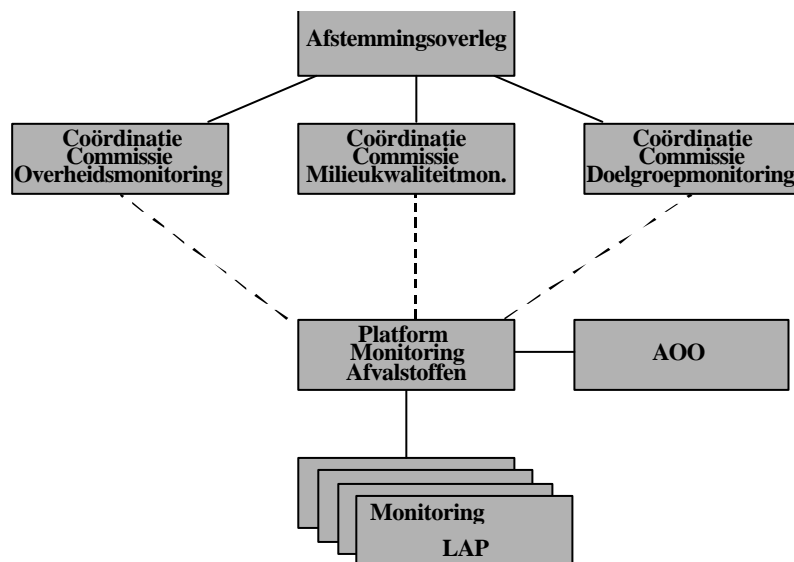 Afstemmingsoverleg
Coördinatie
Commissie
Overheidsmonitoring
Coördinatie
Commissie
Milieukwaliteitmon.
Coördinatie
Commissie
Doelgroepmonitoring
Platform
Monitoring
Afvalstoffen
AOO
Monitoring
LAP